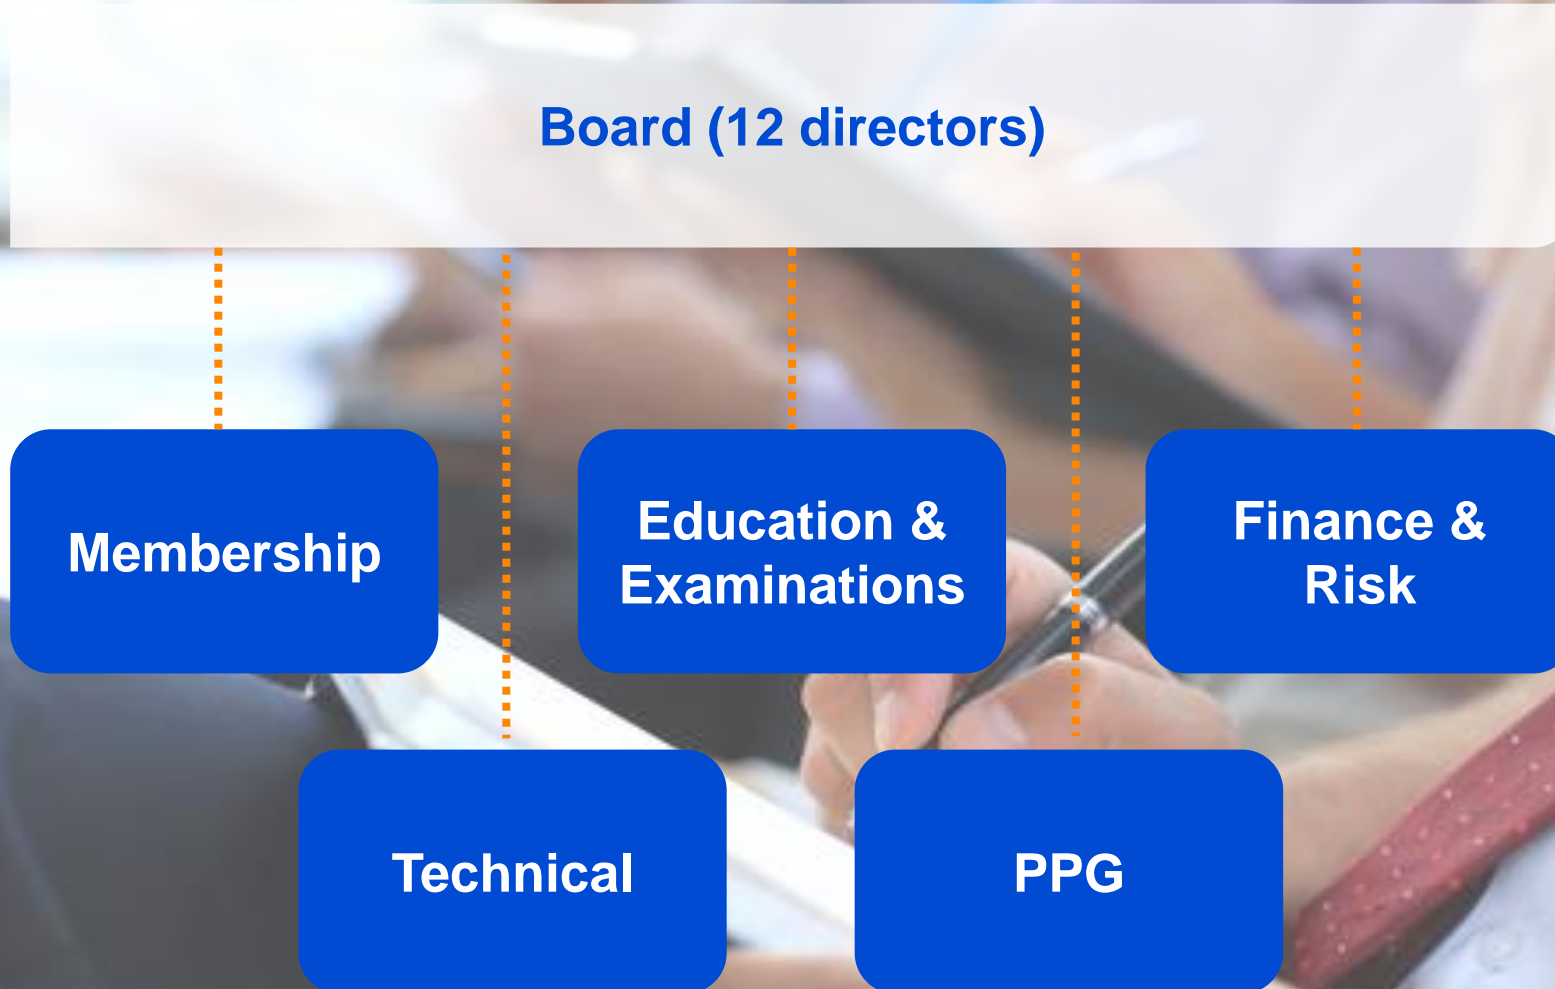 Board (12 directors)
Membership
Education &
Examinations
Finance &
Risk
Technical
PPG